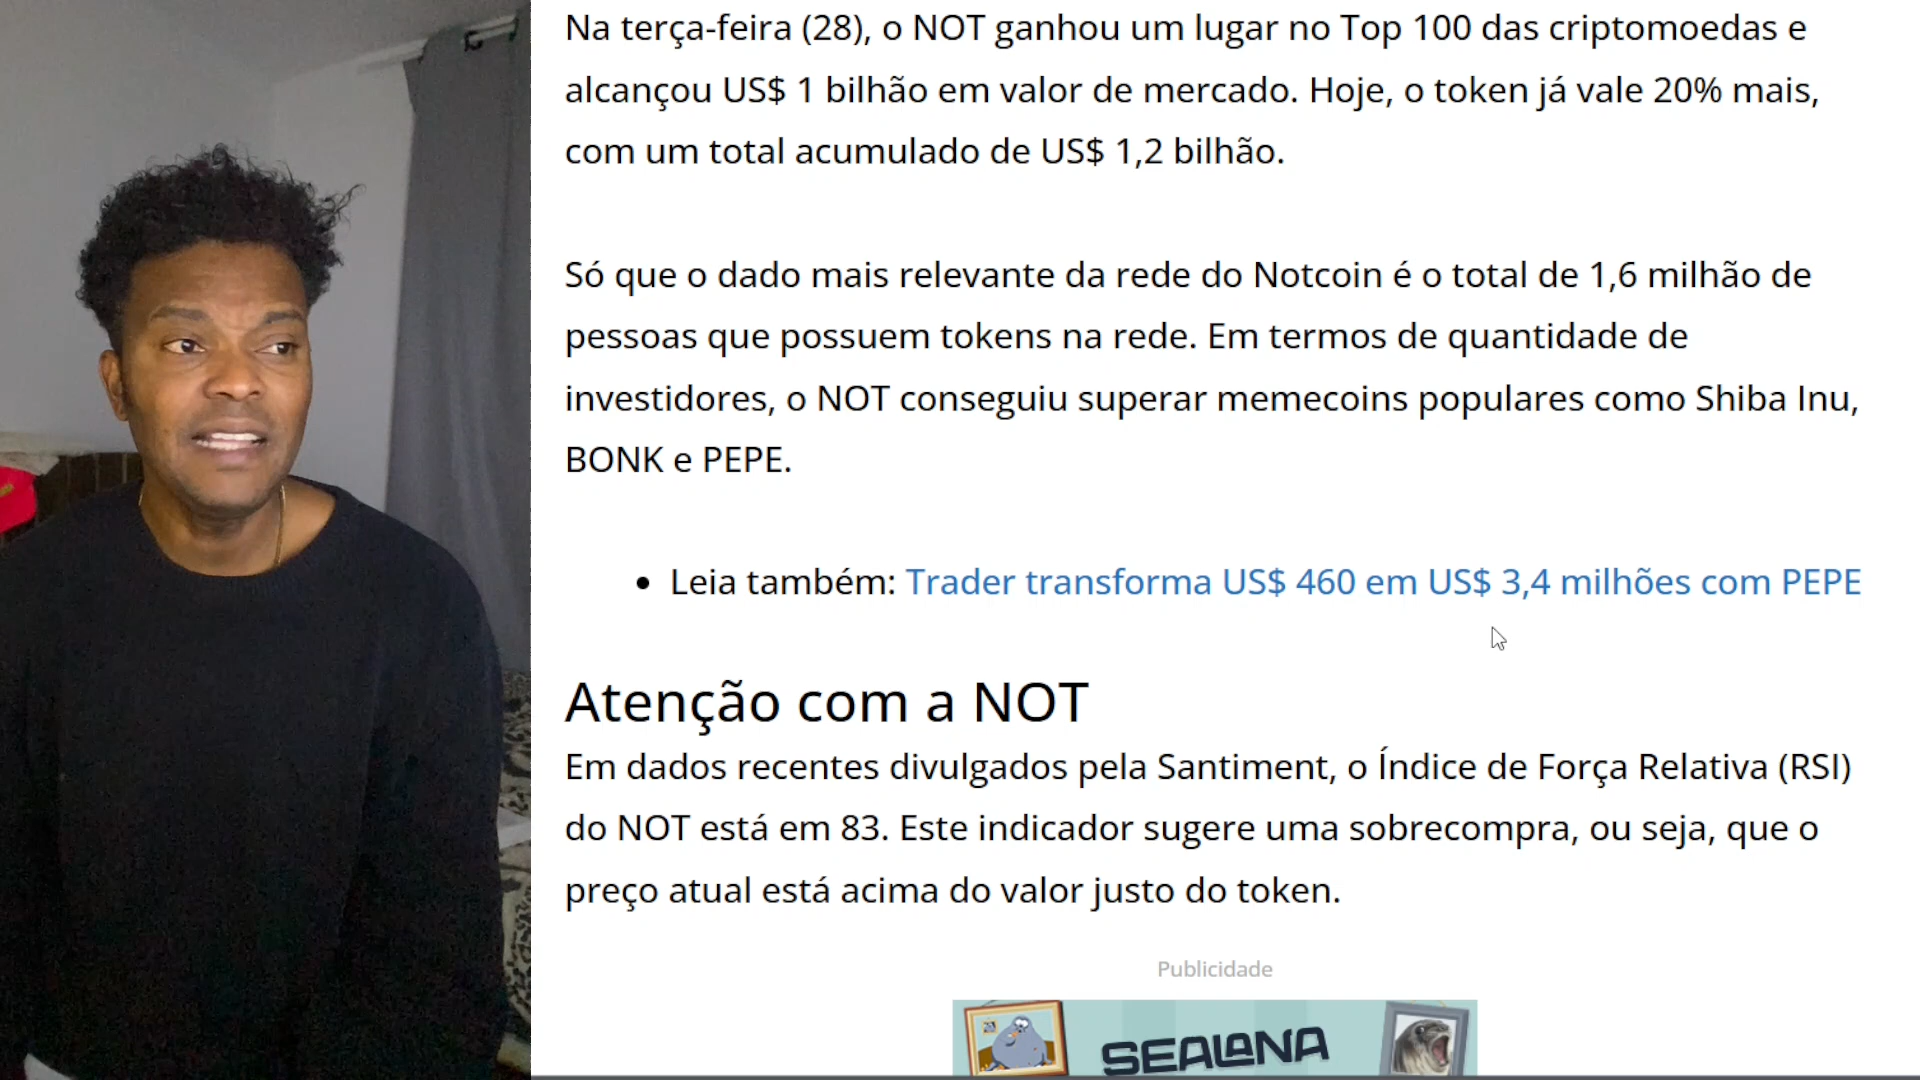 Na terça-feira (28), o NOT ganhou um lugar no Top 100 das criptomoedas e
alcançou US$ 1 bilhão em valor de mercado. Hoje, o token já vale 20% mais,
com um total acumulado de US$ 1,2 bilhão.
Só que o dado mais relevante da rede do Notcoin é o total de 1,6 milhão de
pessoas que possuem tokens na rede. Em termos de quantidade de
investidores, o NOT conseguiu superar memecoins populares como Shiba Inu,
BONK e PEPE.
• Leia também: Trader transforma US$ 460 em US$ 3,4 milhões com PEPE
Atenção com a NOT
Em dados recentes divulgados pela Santiment, o Índice de Força Relativa (RSI)
do NOT está em 83. Este indicador sugere uma sobrecompra, ou seja, que o
preço atual está acima do valor justo do token.
Publicidade
SEALANA